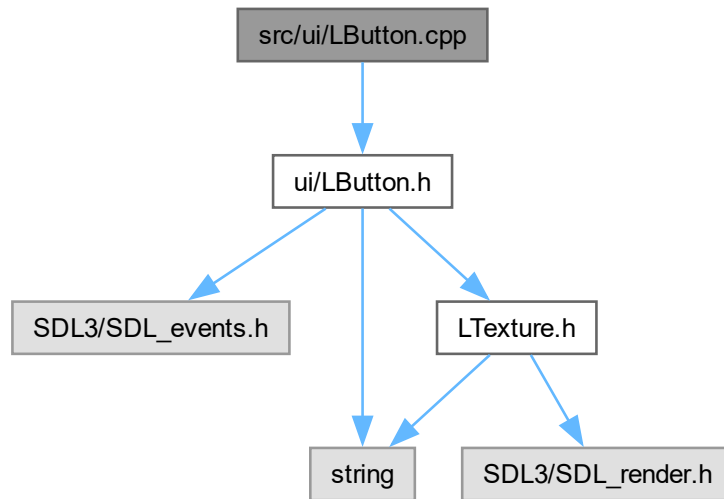 src/ui/LButton.cpp
ui/LButton.h
SDL3/SDL_events.h
LTexture.h
string
SDL3/SDL_render.h